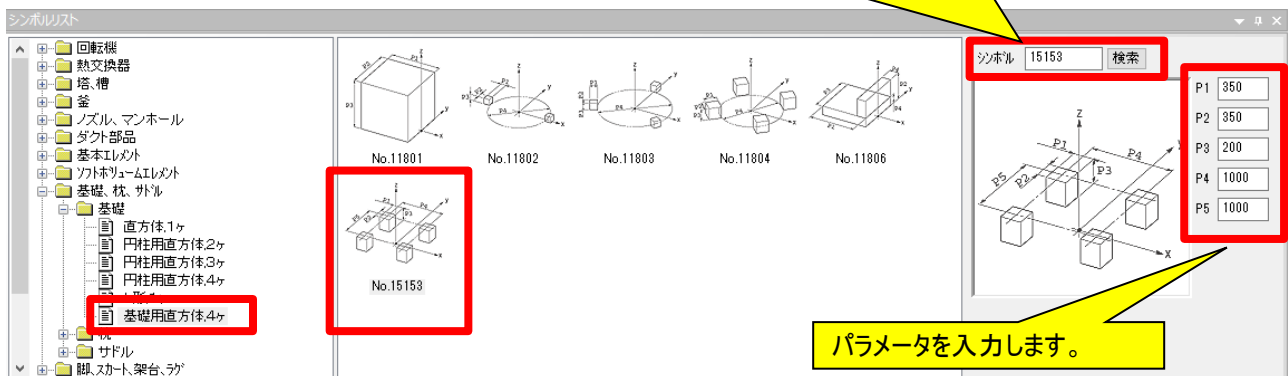 シンボルリスト
回転機
熱交換器
塔、槽
釜
ノズル、マンホール
ダクト部品
基本エレメント
ソフトボリュームエレメント
基礎、枕、サドル
基礎
直方体.1ヶ
円柱用直方体.2ヶ
円柱用直方体.3ヶ
円柱用直方体.4ヶ
基礎用直方体.4ヶ
サドル
脚、スカート、架台、ラグ
No.11801
No.11802
No.11803
No.11804
No.11806
No.15153
シンボル 15153 検索
P1 350
P2 350
P3 200
P4 1000
P5 1000
Z
P1
P4
P5
P2
P3
X
パラメータを入力します。